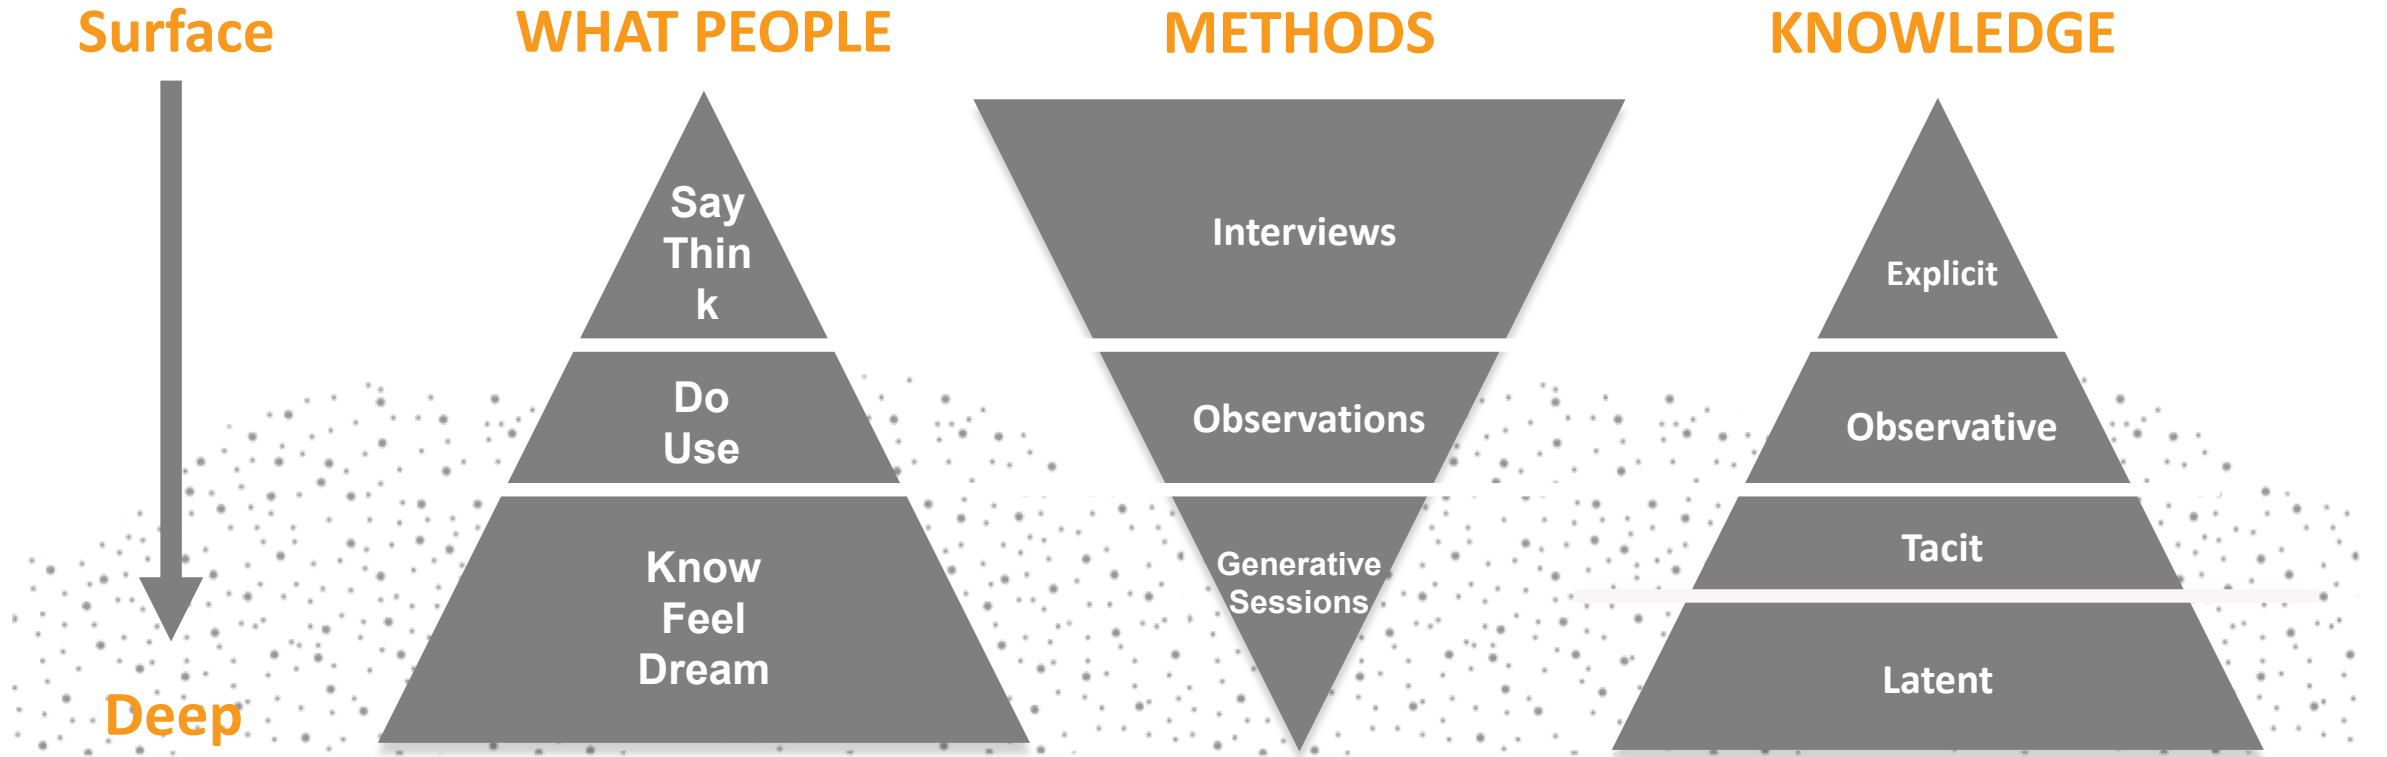 Surface
WHAT PEOPLE
METHODS
KNOWLEDGE
Say
Thin
k
Interviews
Explicit
Do
Use
Observations
Observative
Know
Feel
Dream
Generative
Sessions
Tacit
Latent
Deep